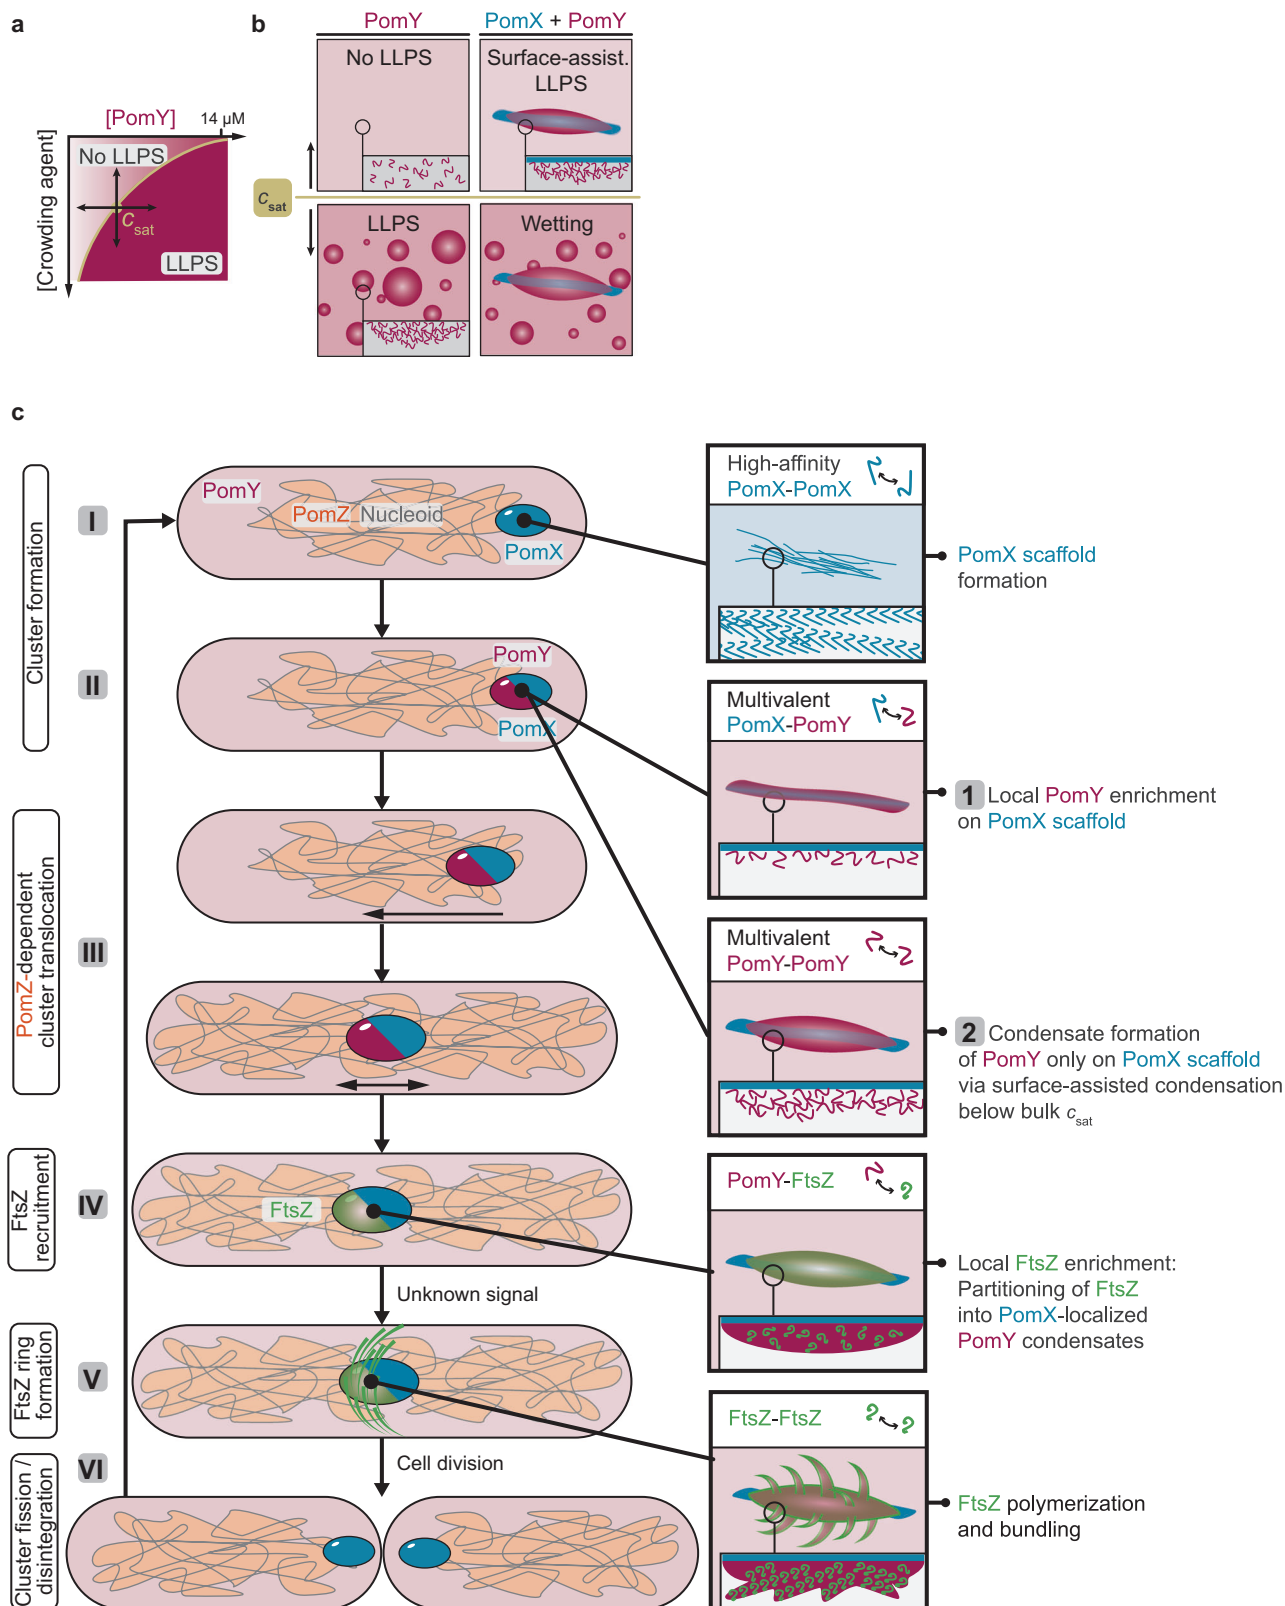 a
[PomY]
14 µM
No LLPS
c
sat
LLPS
[Crowding agent]
b
PomY
PomX + PomY
No LLPS
Surface-assist.
LLPS
c sat
LLPS
Wetting
c
Cluster formation
I
PomY
PomZ Nucleoid
PomX
High-affinity
PomX-PomX
PomX scaffold
formation
II
PomY
PomX
Multivalent
PomX-PomY
1 Local PomY enrichment
on PomX scaffold
PomZ-dependent
cluster translocation
III
Multivalent
PomY-PomY
2 Condensate formation
of PomY only on PomX scaffold
via surface-assisted condensation
below bulk c sat
FtsZ
recruitment
IV
FtsZ
PomY-FtsZ
Local FtsZ enrichment:
Partitioning of FtsZ
into PomX-localized
PomY condensates
Unknown signal
FtsZ ring
formation
V
FtsZ-FtsZ
FtsZ polymerization
and bundling
Cell division
Cluster fission /
disintegration
VI